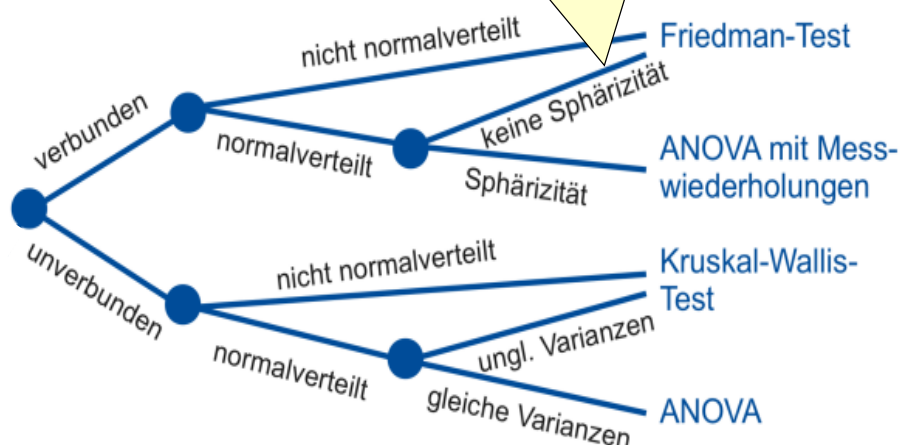 nicht normalverteilt
Friedman-Test
verbunden
keine Sphärizität
normalverteilt
ANOVA mit Mess-
wiederholungen
Sphärizität
unverbunden
nicht normalverteilt
Kruskal-Wallis-
Test
ungl. Varianzen
normalverteilt
gleiche Varianzen
ANOVA